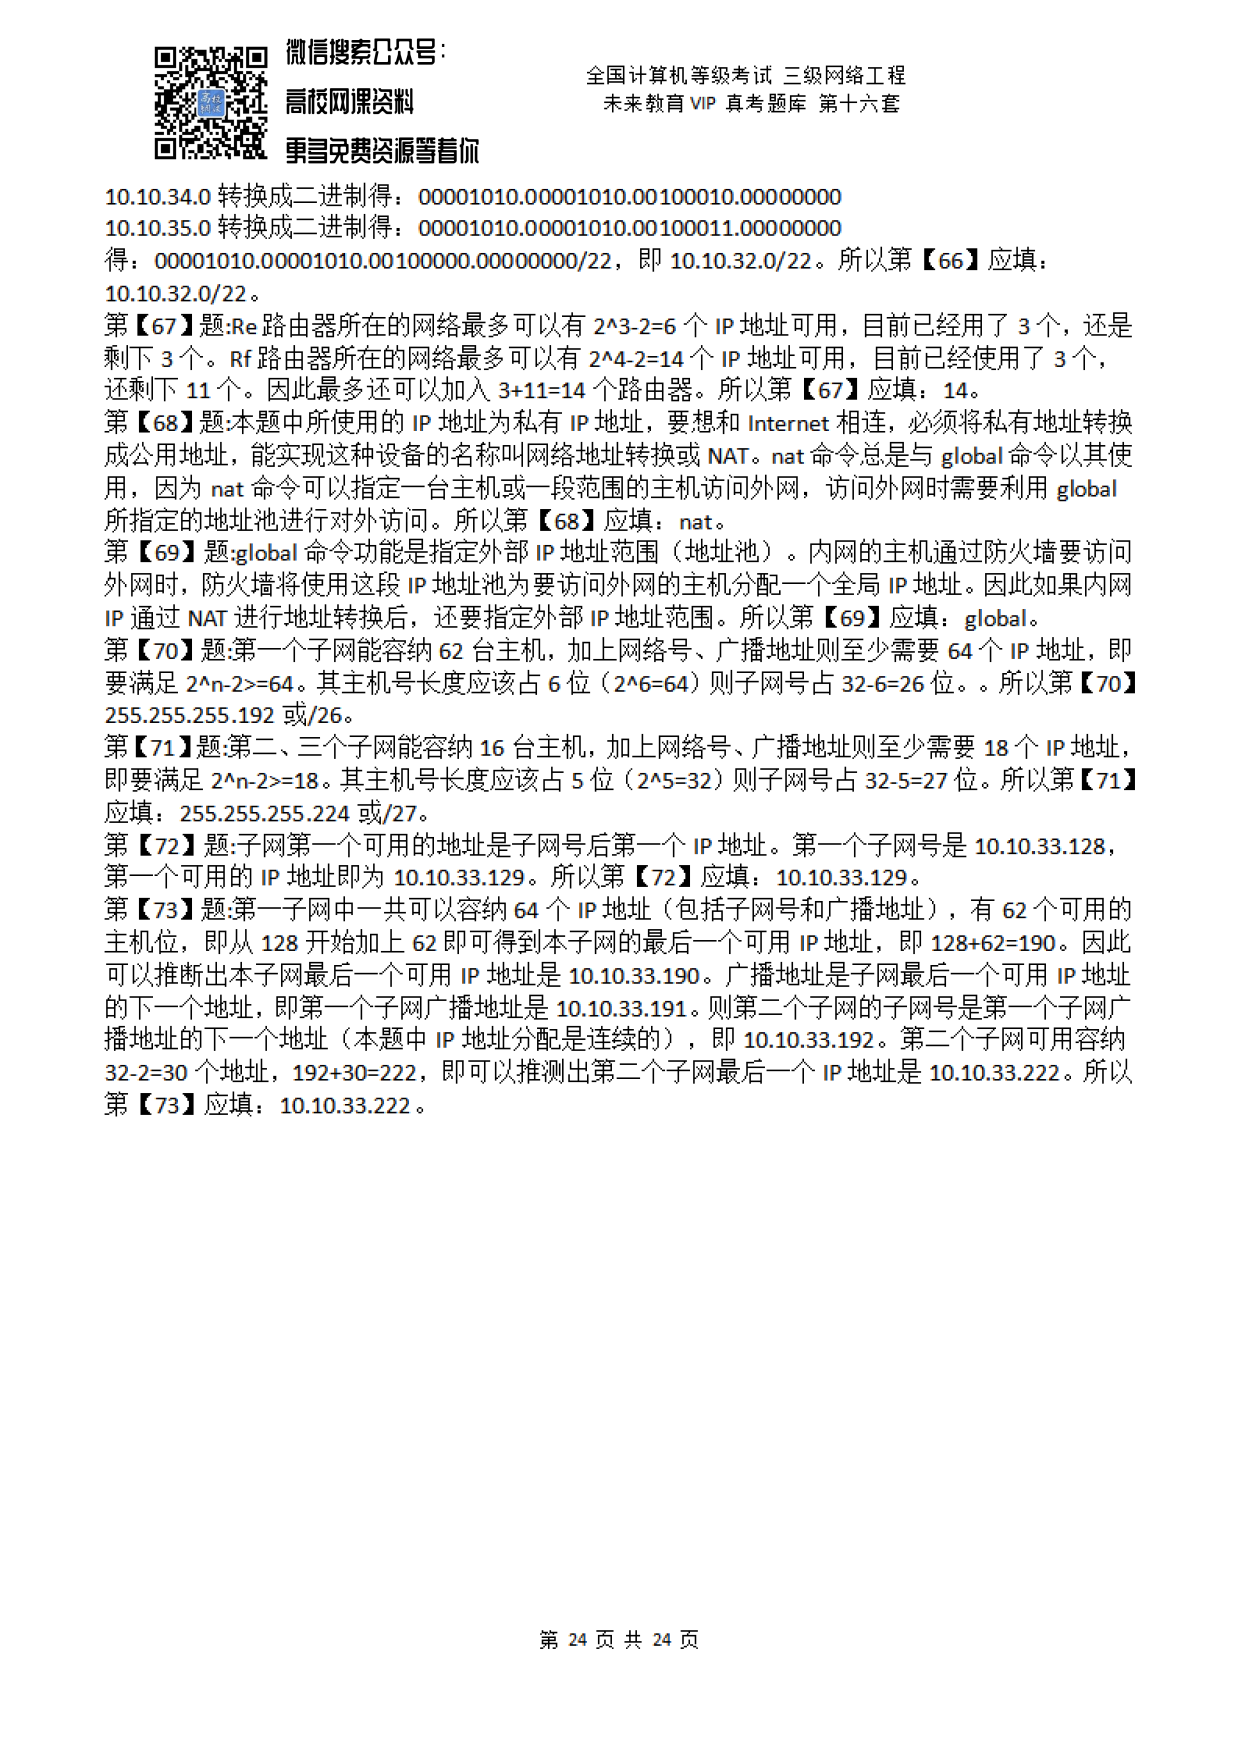 微信搜索公众号：
高校网课资料
更多免费资源等着你
全国计算机等级考试 三级网络工程
未来教育 VIP 真考题库 第十六套
10.10.34.0 转换成二进制得：00001010.00001010.00100010.00000000
10.10.35.0 转换成二进制得：00001010.00001010.00100011.00000000
得：00001010.00001010.00100000.00000000/22，即 10.10.32.0/22。所以第【66】应填：
10.10.32.0/22。
第【67】题:Re 路由器所在的网络最多可以有 2^3-2=6 个 IP 地址可用，目前已经用了 3 个，还是
剩下 3 个。Rf 路由器所在的网络最多可以有 2^4-2=14 个 IP 地址可用，目前已经使用了 3 个，
还剩下 11 个。因此最多还可以加入 3+11=14 个路由器。所以第【67】应填：14。
第【68】题:本题中所使用的 IP 地址为私有 IP 地址，要想和 Internet 相连，必须将私有地址转换
成公用地址，能实现这种设备的名称叫网络地址转换或 NAT。nat 命令总是与 global 命令以其使
用，因为 nat 命令可以指定一台主机或一段范围的主机访问外网，访问外网时需要利用 global
所指定的地址池进行对外访问。所以第【68】应填：nat。
第【69】题:global 命令功能是指定外部 IP 地址范围（地址池）。内网的主机通过防火墙要访问
外网时，防火墙将使用这段 IP 地址池为要访问外网的主机分配一个全局 IP 地址。因此如果内网
IP 通过 NAT 进行地址转换后，还要指定外部 IP 地址范围。所以第【69】应填：global。
第【70】题:第一个子网能容纳 62 台主机，加上网络号、广播地址则至少需要 64 个 IP 地址，即
要满足 2^n-2>=64。其主机号长度应该占 6 位（2^6=64）则子网号占 32-6=26 位。。所以第【70】
255.255.255.192 或/26。
第【71】题:第二、三个子网能容纳 16 台主机，加上网络号、广播地址则至少需要 18 个 IP 地址，
即要满足 2^n-2>=18。其主机号长度应该占 5 位（2^5=32）则子网号占 32-5=27 位。所以第【71】
应填：255.255.255.224 或/27。
第【72】题:子网第一个可用的地址是子网号后第一个 IP 地址。第一个子网号是 10.10.33.128，
第一个可用的 IP 地址即为 10.10.33.129。所以第【72】应填：10.10.33.129。
第【73】题:第一子网中一共可以容纳 64 个 IP 地址（包括子网号和广播地址），有 62 个可用的
主机位，即从 128 开始加上 62 即可得到本子网的最后一个可用 IP 地址，即 128+62=190。因此
可以推断出本子网最后一个可用 IP 地址是 10.10.33.190。广播地址是子网最后一个可用 IP 地址
的下一个地址，即第一个子网广播地址是 10.10.33.191。则第二个子网的子网号是第一个子网广
播地址的下一个地址（本题中 IP 地址分配是连续的），即 10.10.33.192。第二个子网可用容纳
32-2=30 个地址，192+30=222，即可以推测出第二个子网最后一个 IP 地址是 10.10.33.222。所以
第【73】应填：10.10.33.222。
第 24 页 共 24 页